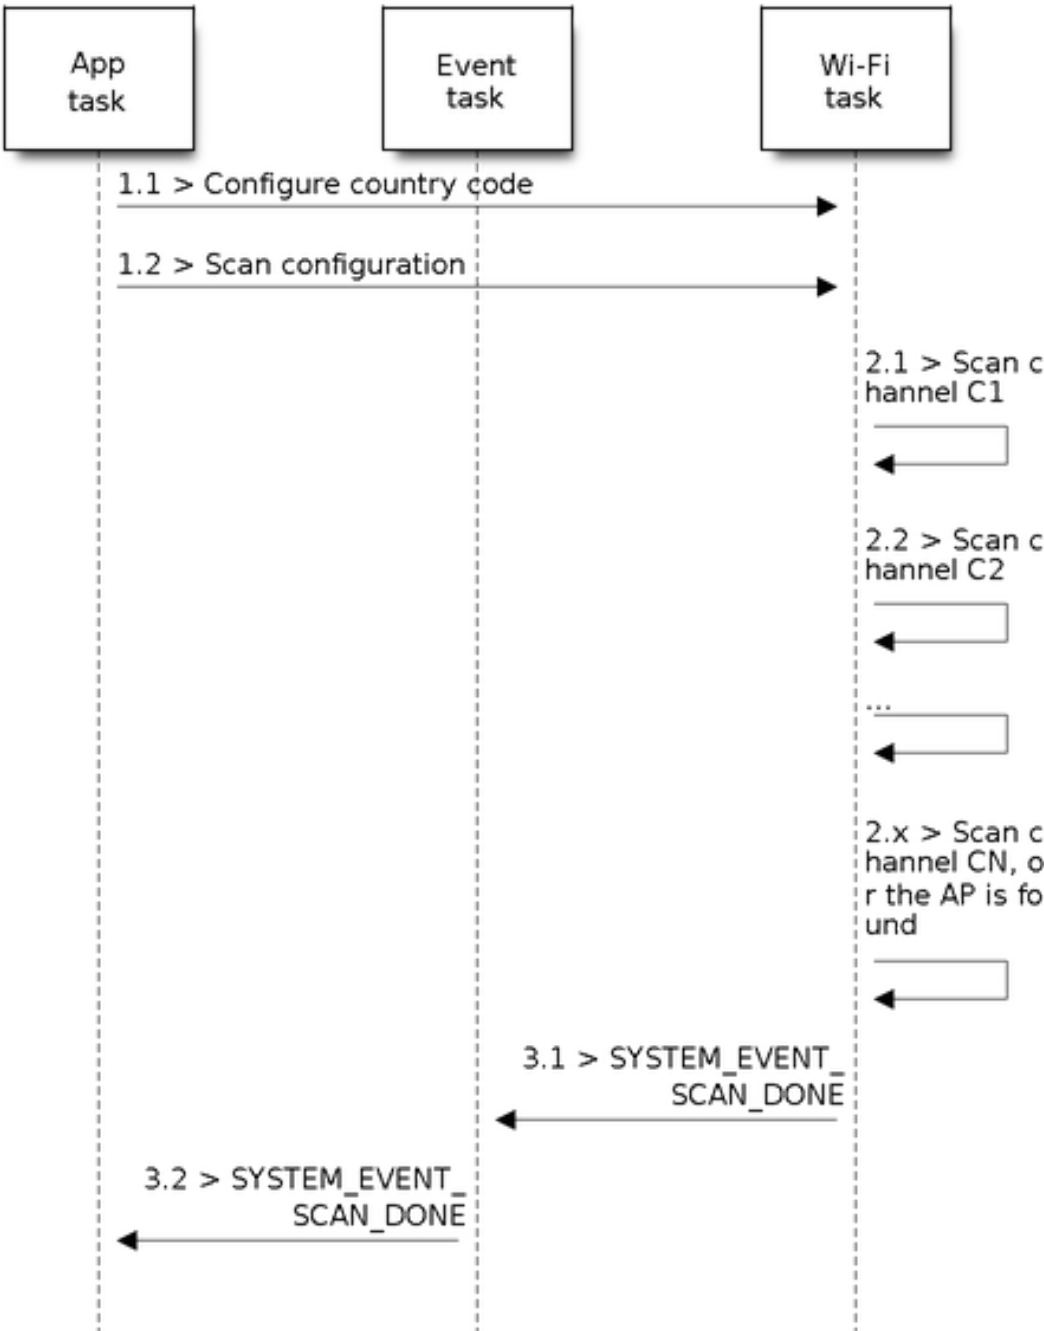 App
task
Event
task
Wi-Fi
task
1.1 > Configure country code
1.2 > Scan configuration
2.1 > Scan c
hannel C1
2.2 > Scan c
hannel C2
...
2.x > Scan c
hannel CN, o
r the AP is fo
und
3.1 > SYSTEM_EVENT_
SCAN_DONE
3.2 > SYSTEM_EVENT_
SCAN_DONE